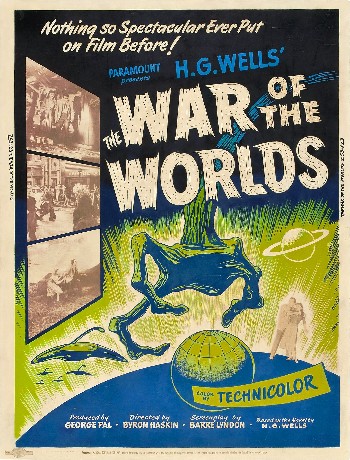 Nothing so Spectacular Ever Put
on Film Before!
PARAMOUNT
presents
H.G. WELLS'
THE
WAR OF
THE
WORLDS
COLOR
BY TECHNICOLOR
Produced by
GEORGE PAL
Directed by
BYRON HASKIN
Screenplay by
BARRE LYNDON
Based on the Novel by
H.G. WELLS